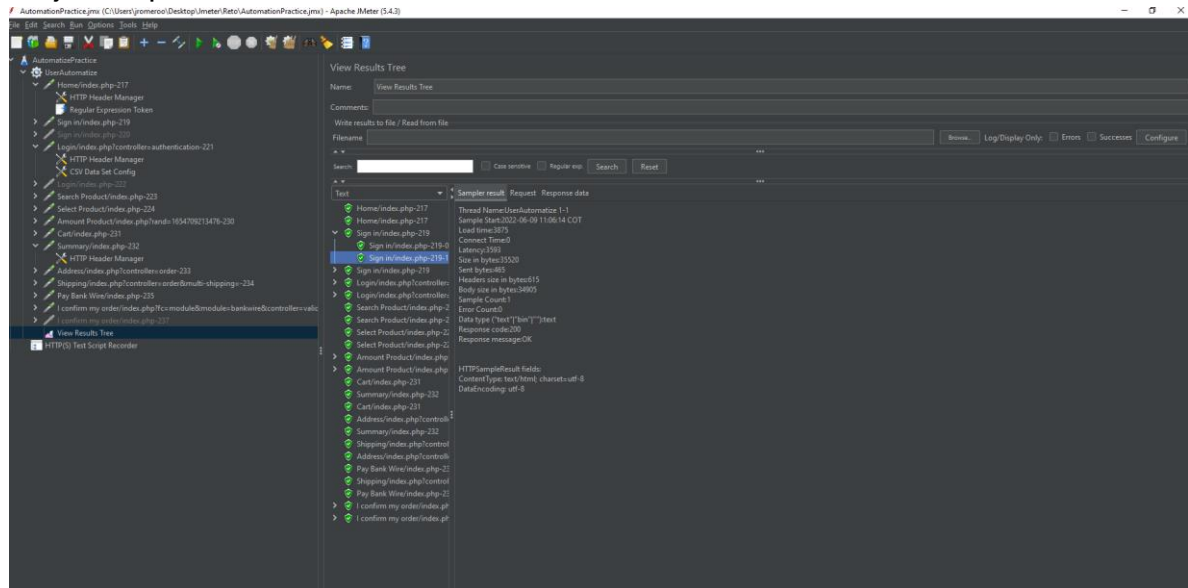 AutomationPractice.jmx (C:\Users\jromeroo\Desktop\Jmeter\Reto\AutomationPractice.jmx) - Apache JMeter (5.4.3)
File Edit Search Run Options Tools Help
AutomatizePractice
UserAutomatize
Home/index.php-217
HTTP Header Manager
Regular Expression Token
Sign in/index.php-219
Sign in/index.php-220
Login/index.php?controller=authentication-221
HTTP Header Manager
CSV Data Set Config
Login/index.php-222
Search Product/index.php-223
Select Product/index.php-224
Amount Product/index.php?rand=1654709213476-230
Cart/index.php-231
Summary/index.php-232
HTTP Header Manager
Address/index.php?controller=order-233
Shipping/index.php?controller=order&multi-shipping=-234
Pay Bank Wire/index.php-235
I confirm my order/index.php?fc=module&module=bankwire&controller=valic
I confirm my order/index.php-237
View Results Tree
HTTP(S) Test Script Recorder
View Results Tree
Name: View Results Tree
Comments:
Write results to file / Read from file
Filename Browse... Log/Display Only: Errors Successes Configure
Search: Case sensitive Regular exp. Search Reset
Text
Home/index.php-217
Home/index.php-217
Sign in/index.php-219
Sign in/index.php-219-0
Sign in/index.php-219-1
Sign in/index.php-219
Login/index.php?controller
Login/index.php?controller
Search Product/index.php-2
Search Product/index.php-2
Select Product/index.php-22
Select Product/index.php-22
Amount Product/index.php
Amount Product/index.php
Cart/index.php-231
Summary/index.php-232
Cart/index.php-231
Address/index.php?controll
Summary/index.php-232
Shipping/index.php?control
Address/index.php?controll
Pay Bank Wire/index.php-23
Shipping/index.php?control
Pay Bank Wire/index.php-23
I confirm my order/index.ph
I confirm my order/index.ph
Sampler result Request Response data
Thread Name:UserAutomatize 1-1
Sample Start:2022-06-09 11:06:14 COT
Load time:3875
Connect Time:0
Latency:3593
Size in bytes:35520
Sent bytes:465
Headers size in bytes:615
Body size in bytes:34905
Sample Count:1
Error Count:0
Data type ("text"|"bin"|""):text
Response code:200
Response message:OK
HTTPSampleResult fields:
ContentType: text/html; charset=utf-8
DataEncoding: utf-8